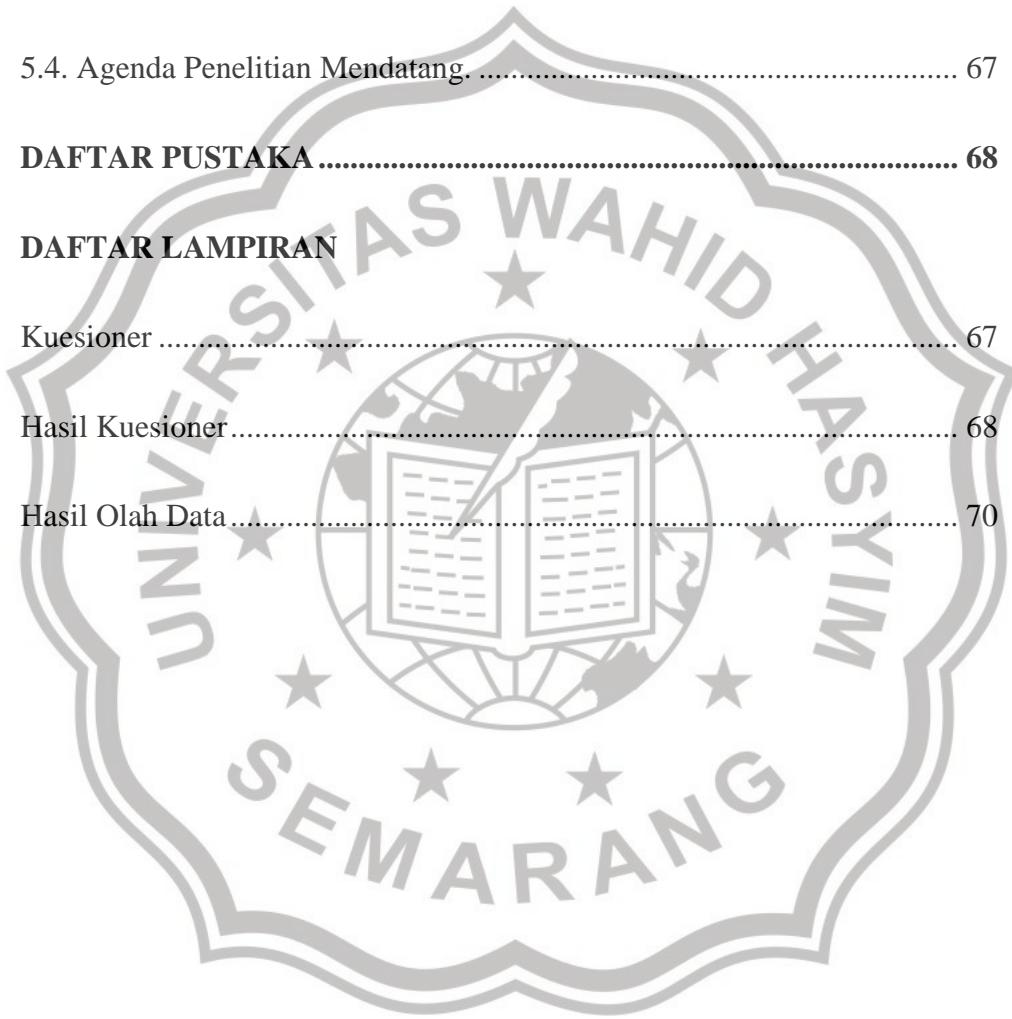 5.4. Agenda Penelitian Mendatang. ............................................................ 67
DAFTAR PUSTAKA ................................................................................ 68
DAFTAR LAMPIRAN
Kuesioner .................................................................................................... 67
Hasil Kuesioner ........................................................................................... 68
Hasil Olah Data ........................................................................................... 70
UNIVERSITAS WAHID HASYIM
SEMARANG